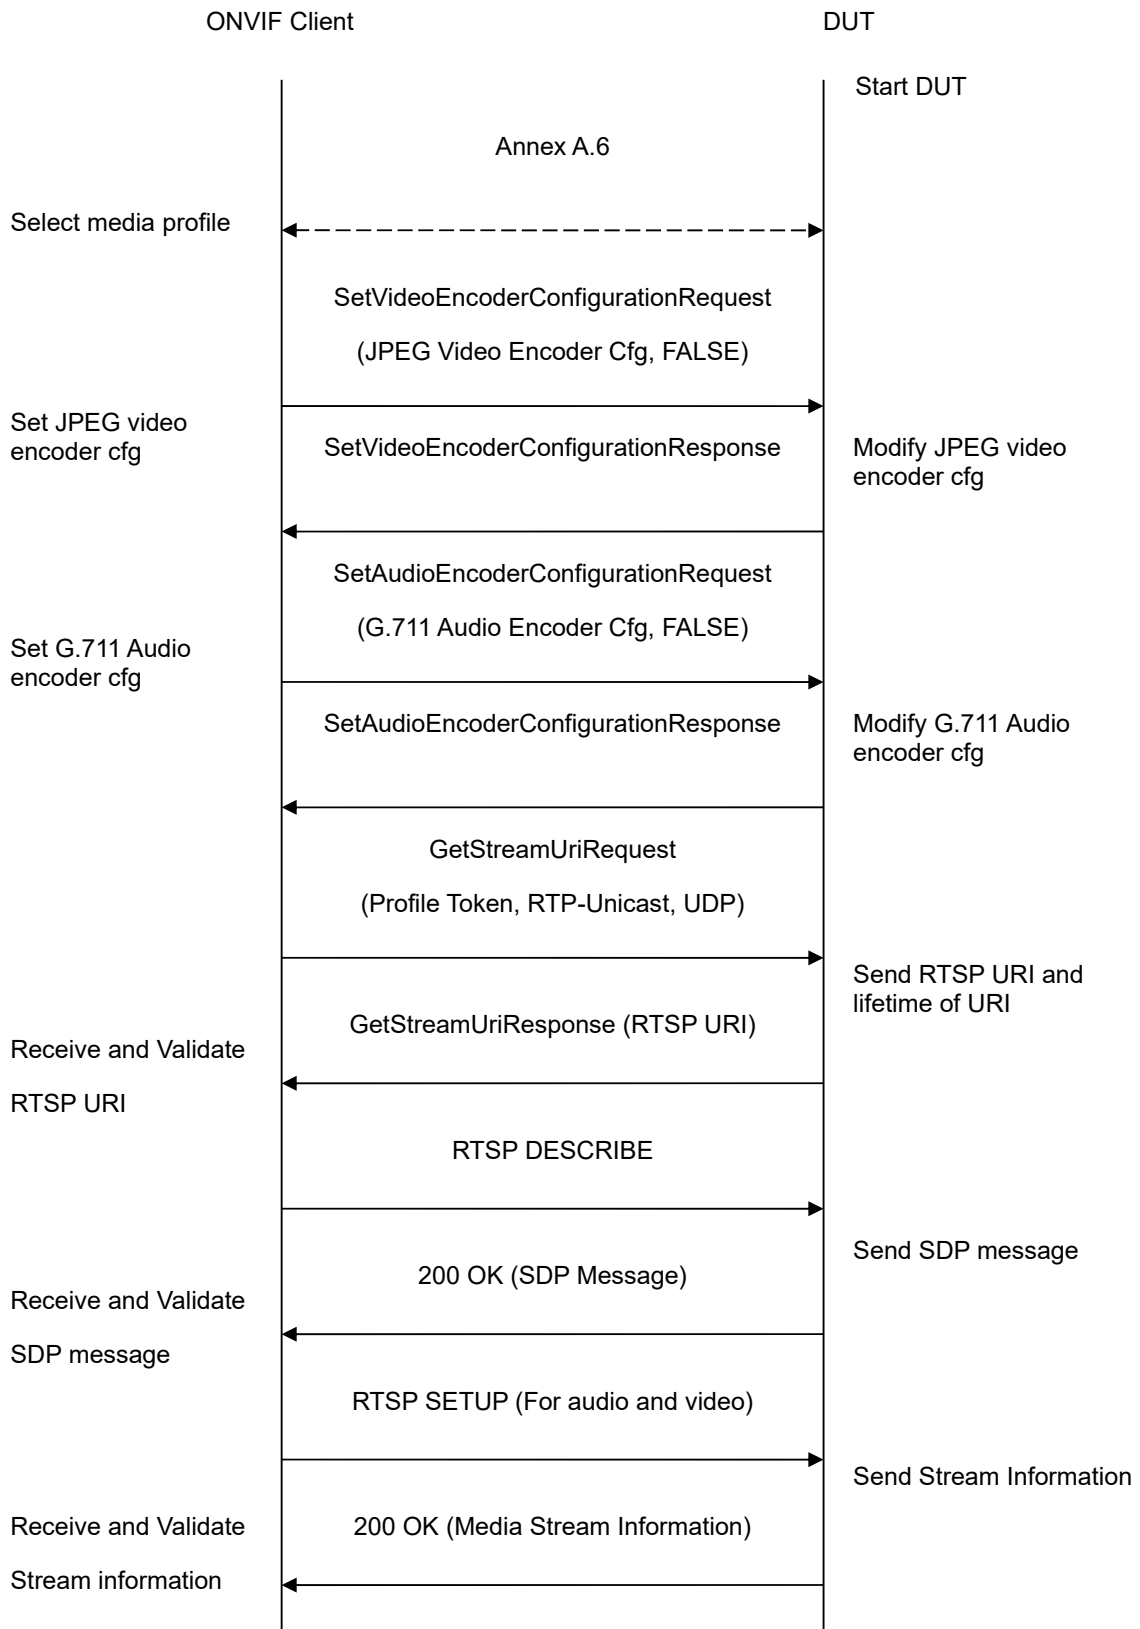 ONVIF Client
DUT
Start DUT
Annex A.6
Select media profile
SetVideoEncoderConfigurationRequest
(JPEG Video Encoder Cfg, FALSE)
Set JPEG video
encoder cfg
SetVideoEncoderConfigurationResponse
Modify JPEG video
encoder cfg
SetAudioEncoderConfigurationRequest
(G.711 Audio Encoder Cfg, FALSE)
Set G.711 Audio
encoder cfg
SetAudioEncoderConfigurationResponse
Modify G.711 Audio
encoder cfg
GetStreamUriRequest
(Profile Token, RTP-Unicast, UDP)
Send RTSP URI and
lifetime of URI
GetStreamUriResponse (RTSP URI)
Receive and Validate
RTSP URI
RTSP DESCRIBE
Send SDP message
200 OK (SDP Message)
Receive and Validate
SDP message
RTSP SETUP (For audio and video)
Send Stream Information
Receive and Validate
Stream information
200 OK (Media Stream Information)